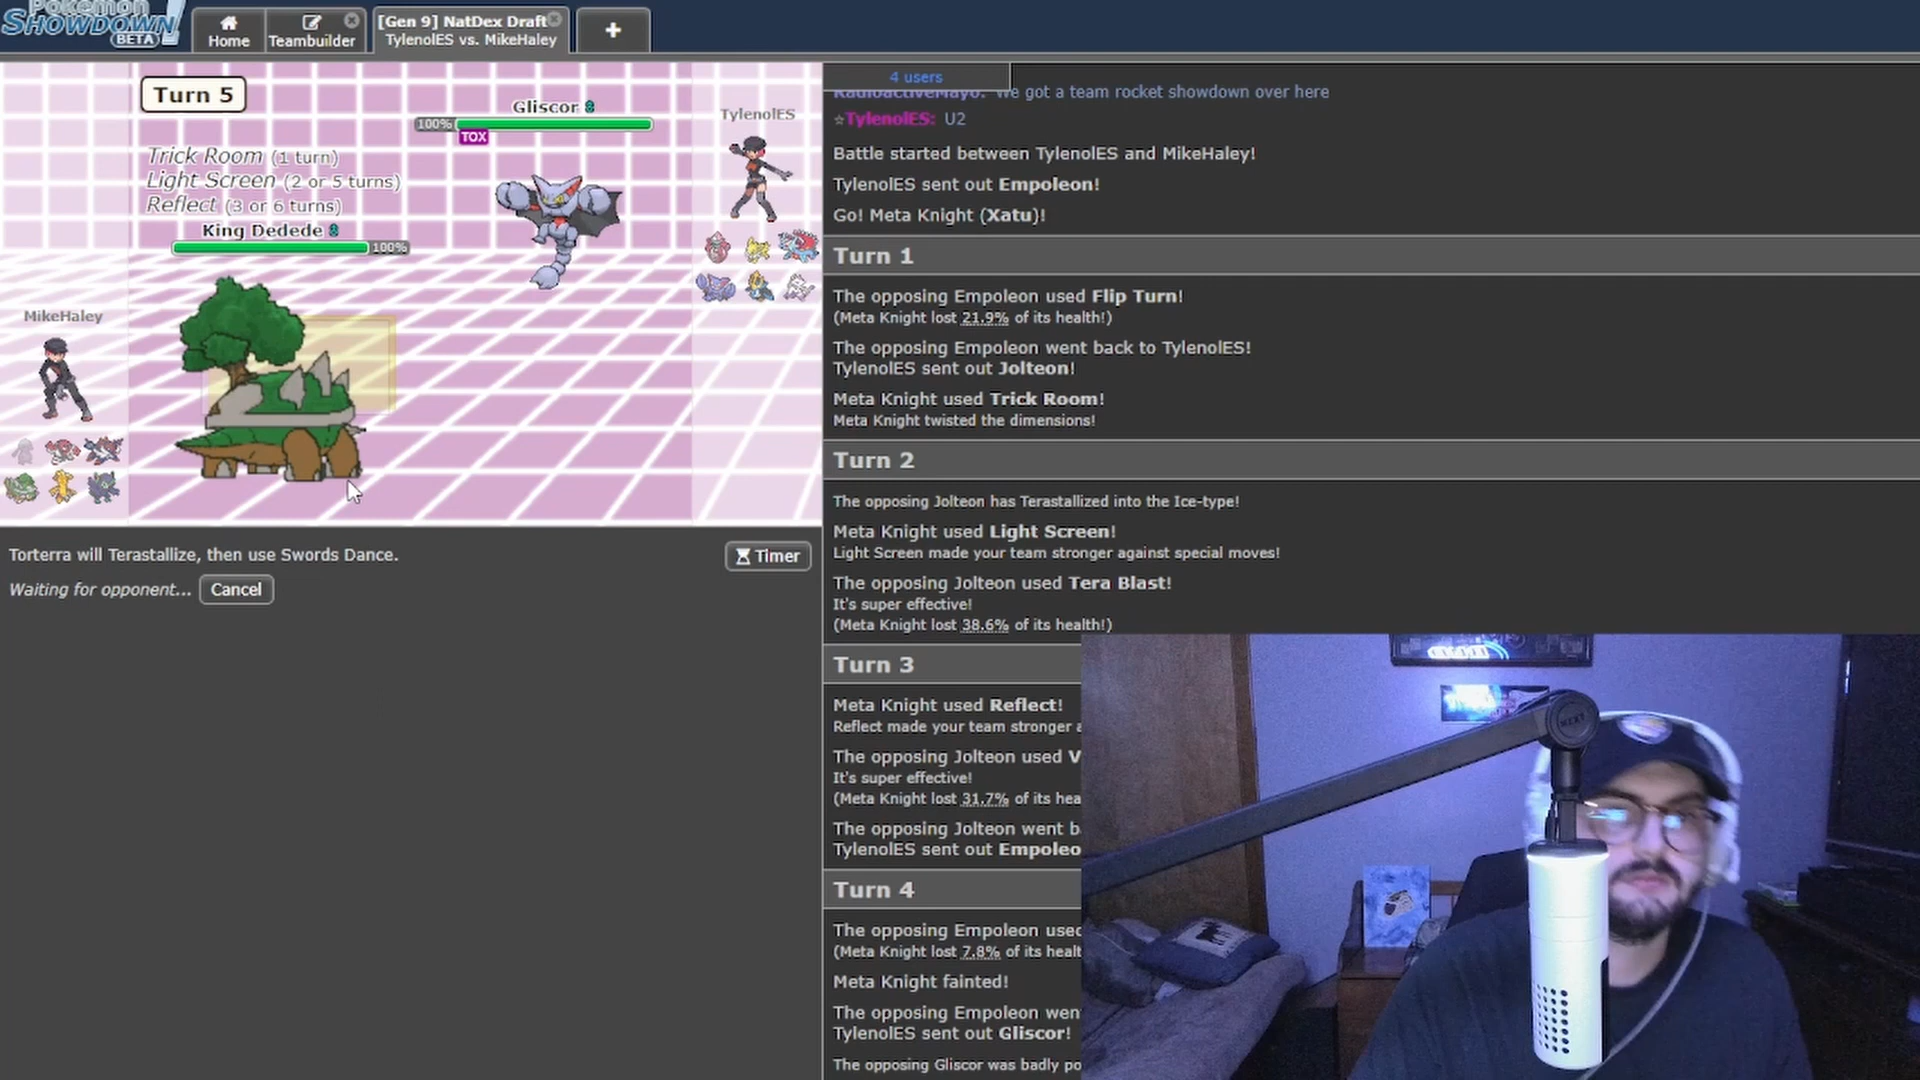 Pokémon
SHOWDOWN!
BETA
Home
Teambuilder
[Gen 9] NatDex Draft
TylenolES vs. MikeHaley
+
Turn 5
Gliscor
100%
TOX
TylenolES
Trick Room (1 turn)
Light Screen (2 or 5 turns)
Reflect (3 or 6 turns)
King Dedede
100%
MikeHaley
Torterra will Terastallize, then use Swords Dance.
Timer
Waiting for opponent...
Cancel
4 users
RadioactiveMayo: We got a team rocket showdown over here
☆TylenolES: U2
Battle started between TylenolES and MikeHaley!
TylenolES sent out Empoleon!
Go! Meta Knight (Xatu)!
Turn 1
The opposing Empoleon used Flip Turn!
(Meta Knight lost 21.9% of its health!)
The opposing Empoleon went back to TylenolES!
TylenolES sent out Jolteon!
Meta Knight used Trick Room!
Meta Knight twisted the dimensions!
Turn 2
The opposing Jolteon has Terastallized into the Ice-type!
Meta Knight used Light Screen!
Light Screen made your team stronger against special moves!
The opposing Jolteon used Tera Blast!
It's super effective!
(Meta Knight lost 38.6% of its health!)
Turn 3
Meta Knight used Reflect!
Reflect made your team stronger a
The opposing Jolteon used V
It's super effective!
(Meta Knight lost 31.7% of its hea
The opposing Jolteon went b
TylenolES sent out Empoleo
Turn 4
The opposing Empoleon used
(Meta Knight lost 7.8% of its healt
Meta Knight fainted!
The opposing Empoleon wen
TylenolES sent out Gliscor!
The opposing Gliscor was badly po
NEXT